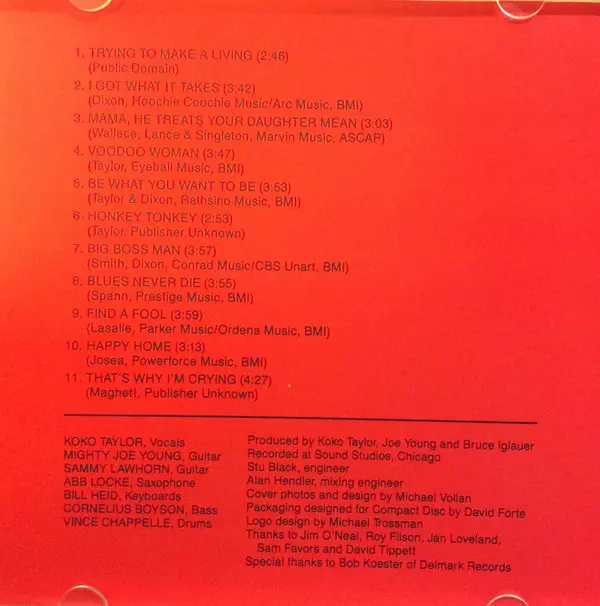 1. TRYING TO MAKE A LIVING (2:46)
(Public Domain)
2. I GOT WHAT IT TAKES (3:42)
(Dixon, Hoochie Coochie Music/Arc Music, BMI)
3. MAMA, HE TREATS YOUR DAUGHTER MEAN (3:03)
(Wallace, Lance & Singleton, Marvin Music, ASCAP)
4. VOODOO WOMAN (3:47)
(Taylor, Eyeball Music, BMI)
5. BE WHAT YOU WANT TO BE (3:53)
(Taylor & Dixon, Rathsino Music, BMI)
6. HONKEY TONKEY (2:53)
(Taylor, Publisher Unknown)
7. BIG BOSS MAN (3:57)
(Smith, Dixon, Conrad Music/CBS Unart, BMI)
8. BLUES NEVER DIE (3:55)
(Spann, Prestige Music, BMI)
9. FIND A FOOL (3:59)
(Lasalle, Parker Music/Ordena Music, BMI)
10. HAPPY HOME (3:13)
(Josea, Powerforce Music, BMI)
11. THAT'S WHY I'M CRYING (4:27)
(Maghett, Publisher Unknown)
KOKO TAYLOR, Vocals
MIGHTY JOE YOUNG, Guitar
SAMMY LAWHORN, Guitar
ABB LOCKE, Saxophone
BILL HEID, Keyboards
CORNELIUS BOYSON, Bass
VINCE CHAPPELLE, Drums
Produced by Koko Taylor, Joe Young and Bruce Iglauer
Recorded at Sound Studios, Chicago
Stu Black, engineer
Alan Hendler, mixing engineer
Cover photos and design by Michael Vollan
Packaging designed for Compact Disc by David Forte
Logo design by Michael Trossman
Thanks to Jim O'Neal, Roy Filson, Jan Loveland,
Sam Favors and David Tippett
Special thanks to Bob Koester of Delmark Records